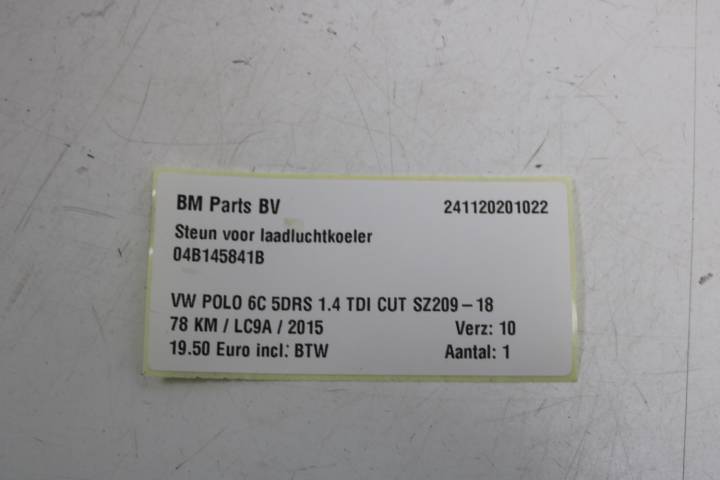 BM Parts BV 241120201022
Steun voor laadluchtkoeler
04B145841B
VW POLO 6C 5DRS 1.4 TDI CUT SZ209-18
78 KM / LC9A / 2015 Verz: 10
19.50 Euro incl. BTW Aantal: 1